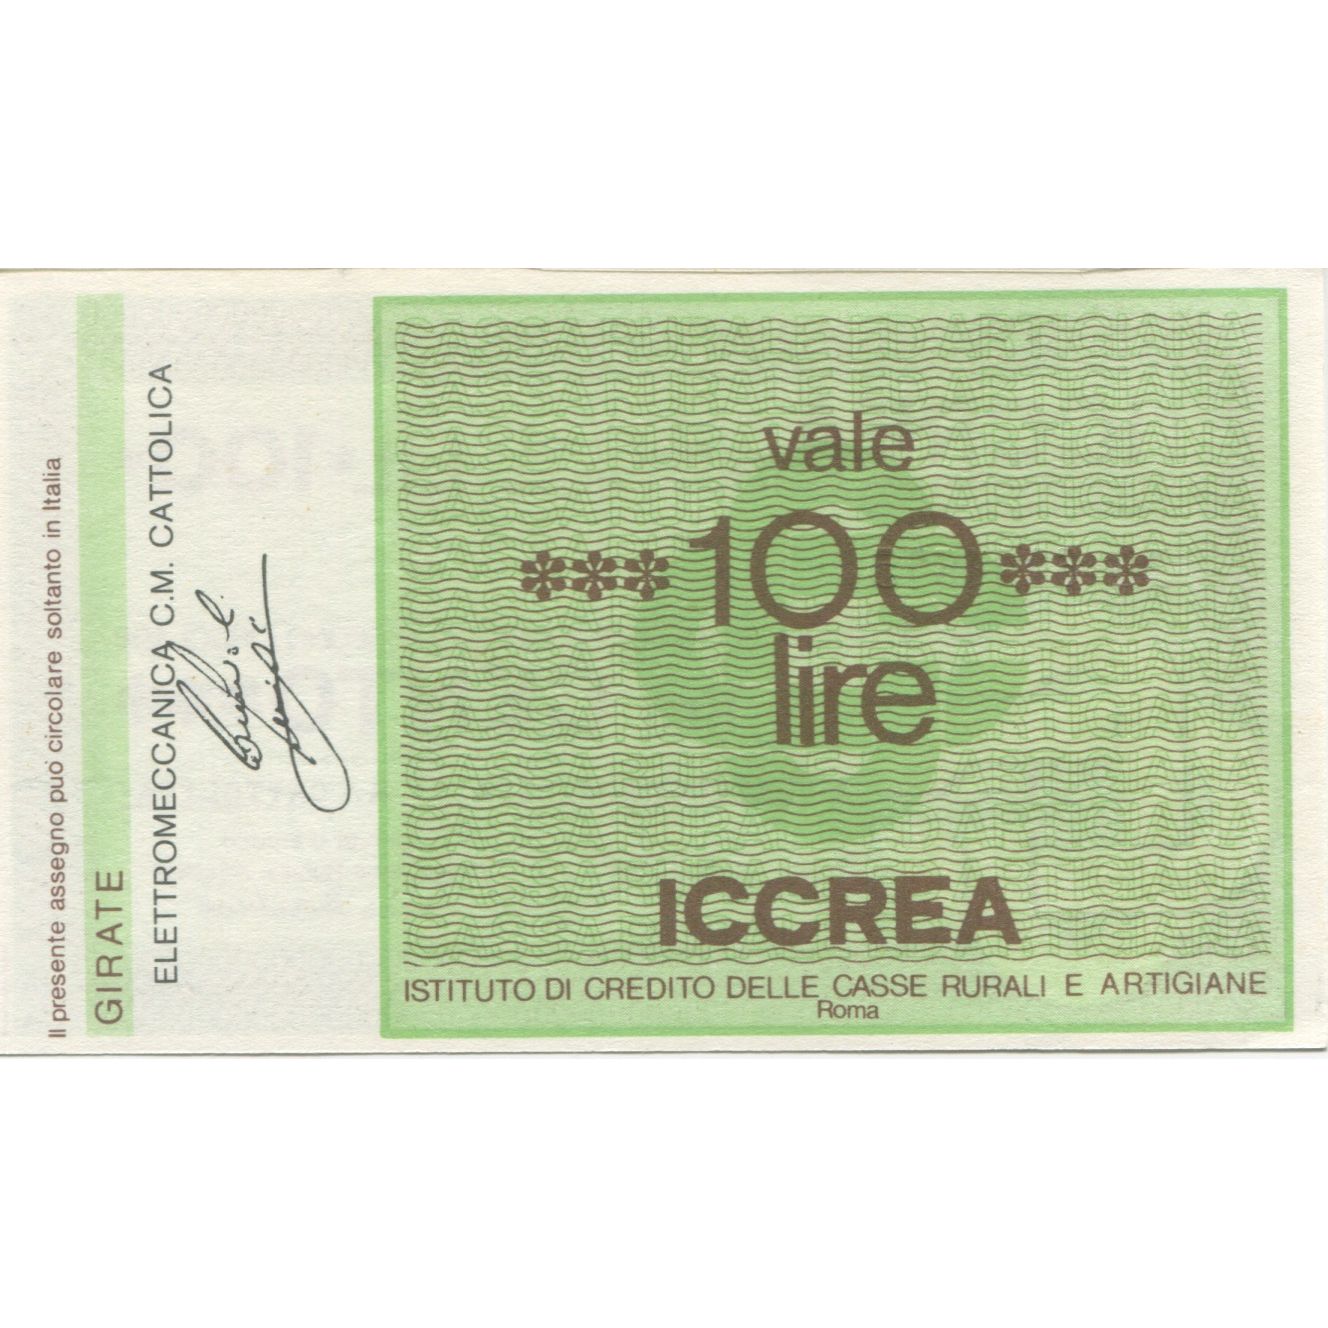 Il presente assegno puó circolare soltanto in Italia
GIRATE
ELETTROMECCANICA C.M. CATTOLICA
vale
***100***
lire
ICCREA
ISTITUTO DI CREDITO DELLE CASSE RURALI E ARTIGIANE
Roma